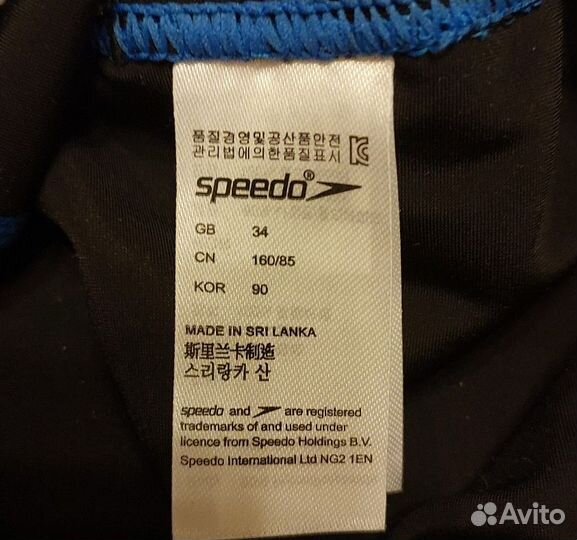 품질경영및공산품안전
관리법에의한품질표시
speedo®
GB 34
CN 160/85
KOR 90
MADE IN SRI LANKA
斯里兰卡制造
스리랑카 산
speedo and are registered
trademarks of and used under
licence from Speedo Holdings B.V.
Speedo International Ltd NG2 1EN
Avito